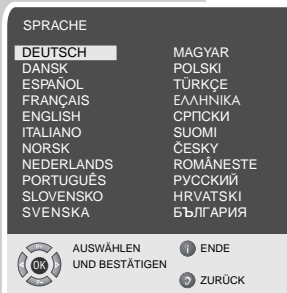 SPRACHE
DEUTSCH
DANSK
ESPAÑOL
FRANÇAIS
ENGLISH
ITALIANO
NORSK
NEDERLANDS
PORTUGUÊS
SLOVENSKO
SVENSKA
MAGYAR
POLSKI
TÜRKÇE
ΕΛΛΗΝΙΚΑ
СРПСКИ
SUOMI
ČESKY
ROMÂNESTE
РУССКИЙ
HRVATSKI
БЪЛГАРИЯ
OK
AUSWÄHLEN
UND BESTÄTIGEN
i ENDE
ZURÜCK